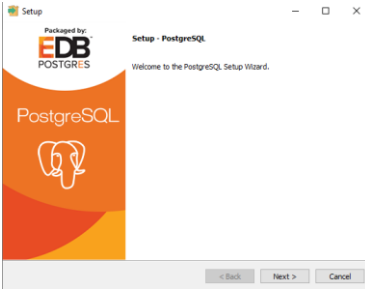 Setup
Packaged by:
EDB
POSTGRES
Setup - PostgreSQL
Welcome to the PostgreSQL Setup Wizard.
PostgreSQL
< Back
Next >
Cancel